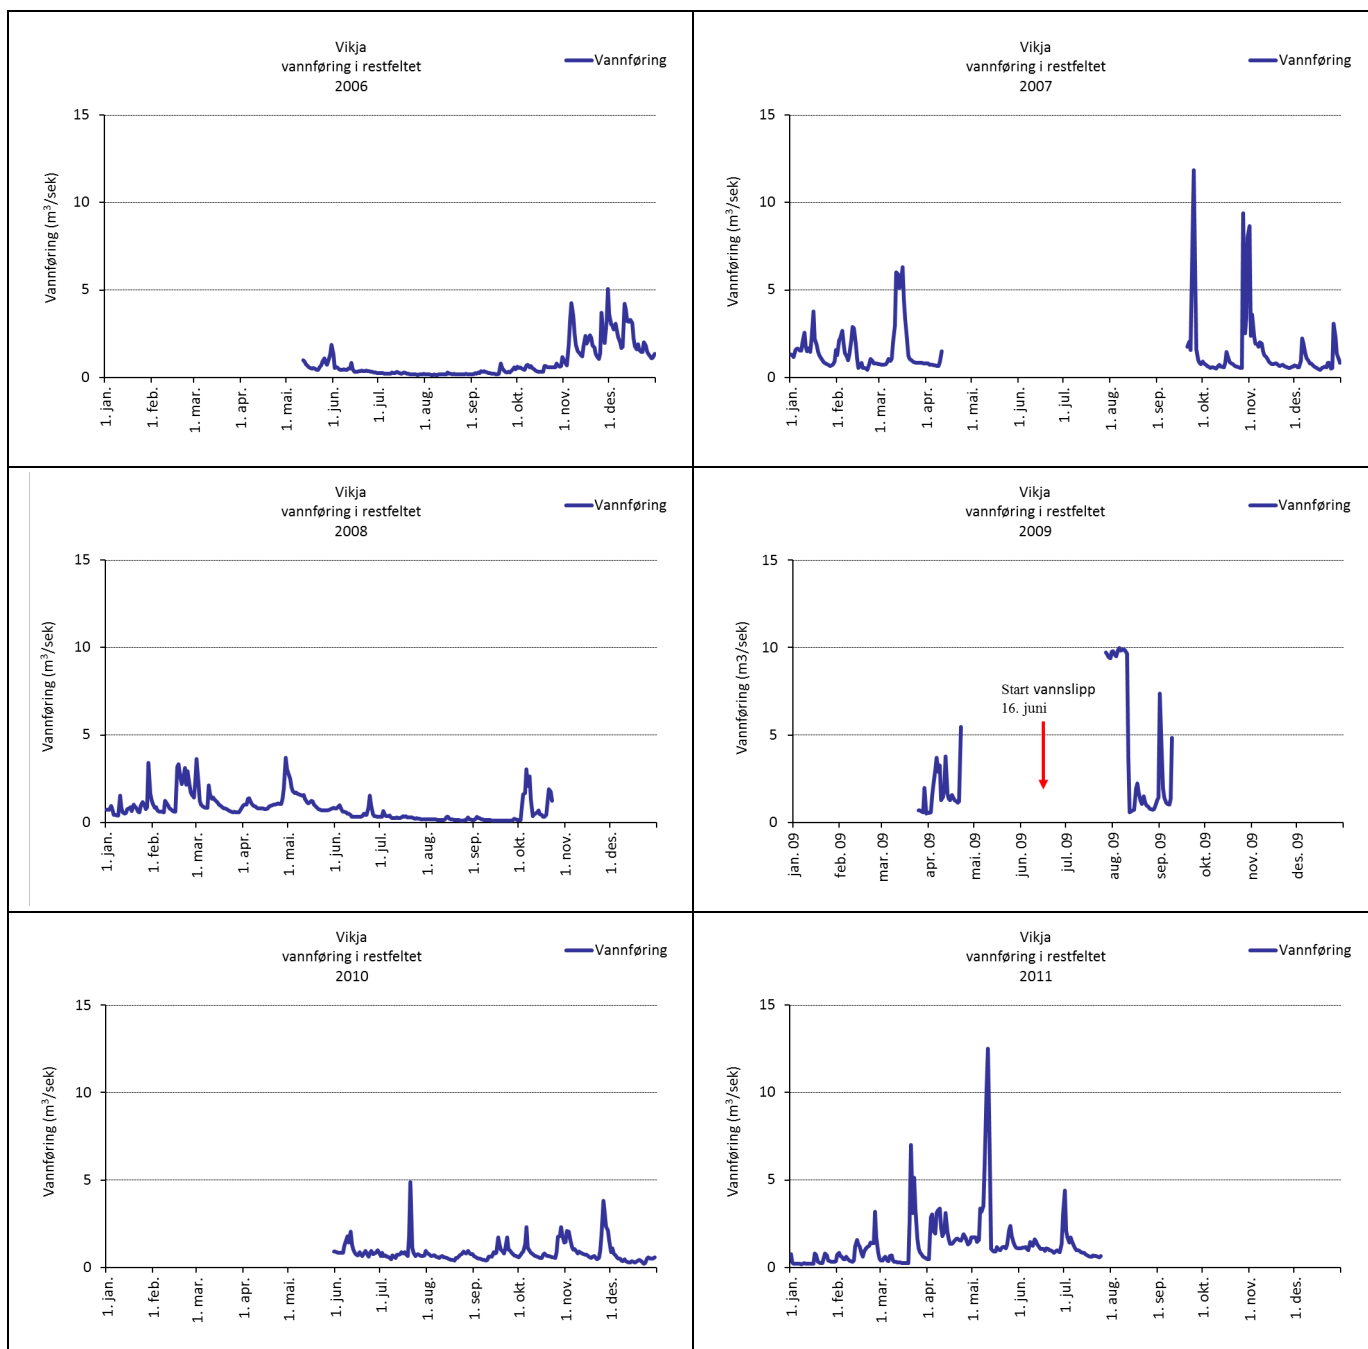 Vikja
vannføring i restfeltet
2006
Vannføring
Vannføring (m³/sek)
15
10
5
0
1. jan.
1. feb.
1. mar.
1. apr.
1. mai.
1. jun.
1. jul.
1. aug.
1. sep.
1. okt.
1. nov.
1. des.
Vikja
vannføring i restfeltet
2007
Vannføring
Vannføring (m³/sek)
15
10
5
0
1. jan.
1. feb.
1. mar.
1. apr.
1. mai.
1. jun.
1. jul.
1. aug.
1. sep.
1. okt.
1. nov.
1. des.
Vikja
vannføring i restfeltet
2008
Vannføring
Vannføring (m³/sek)
15
10
5
0
1. jan.
1. feb.
1. mar.
1. apr.
1. mai.
1. jun.
1. jul.
1. aug.
1. sep.
1. okt.
1. nov.
1. des.
Vikja
vannføring i restfeltet
2009
Vannføring
Vannføring (m3/sek)
15
10
5
0
Start vannslipp
16. juni
jan. 09
feb. 09
mar. 09
apr. 09
mai. 09
jun. 09
jul. 09
aug. 09
sep. 09
okt. 09
nov. 09
des. 09
Vikja
vannføring i restfeltet
2010
Vannføring
Vannføring (m³/sek)
15
10
5
0
1. jan.
1. feb.
1. mar.
1. apr.
1. mai.
1. jun.
1. jul.
1. aug.
1. sep.
1. okt.
1. nov.
1. des.
Vikja
vannføring i restfeltet
2011
Vannføring
Vannføring (m³/sek)
15
10
5
0
1. jan.
1. feb.
1. mar.
1. apr.
1. mai.
1. jun.
1. jul.
1. aug.
1. sep.
1. okt.
1. nov.
1. des.